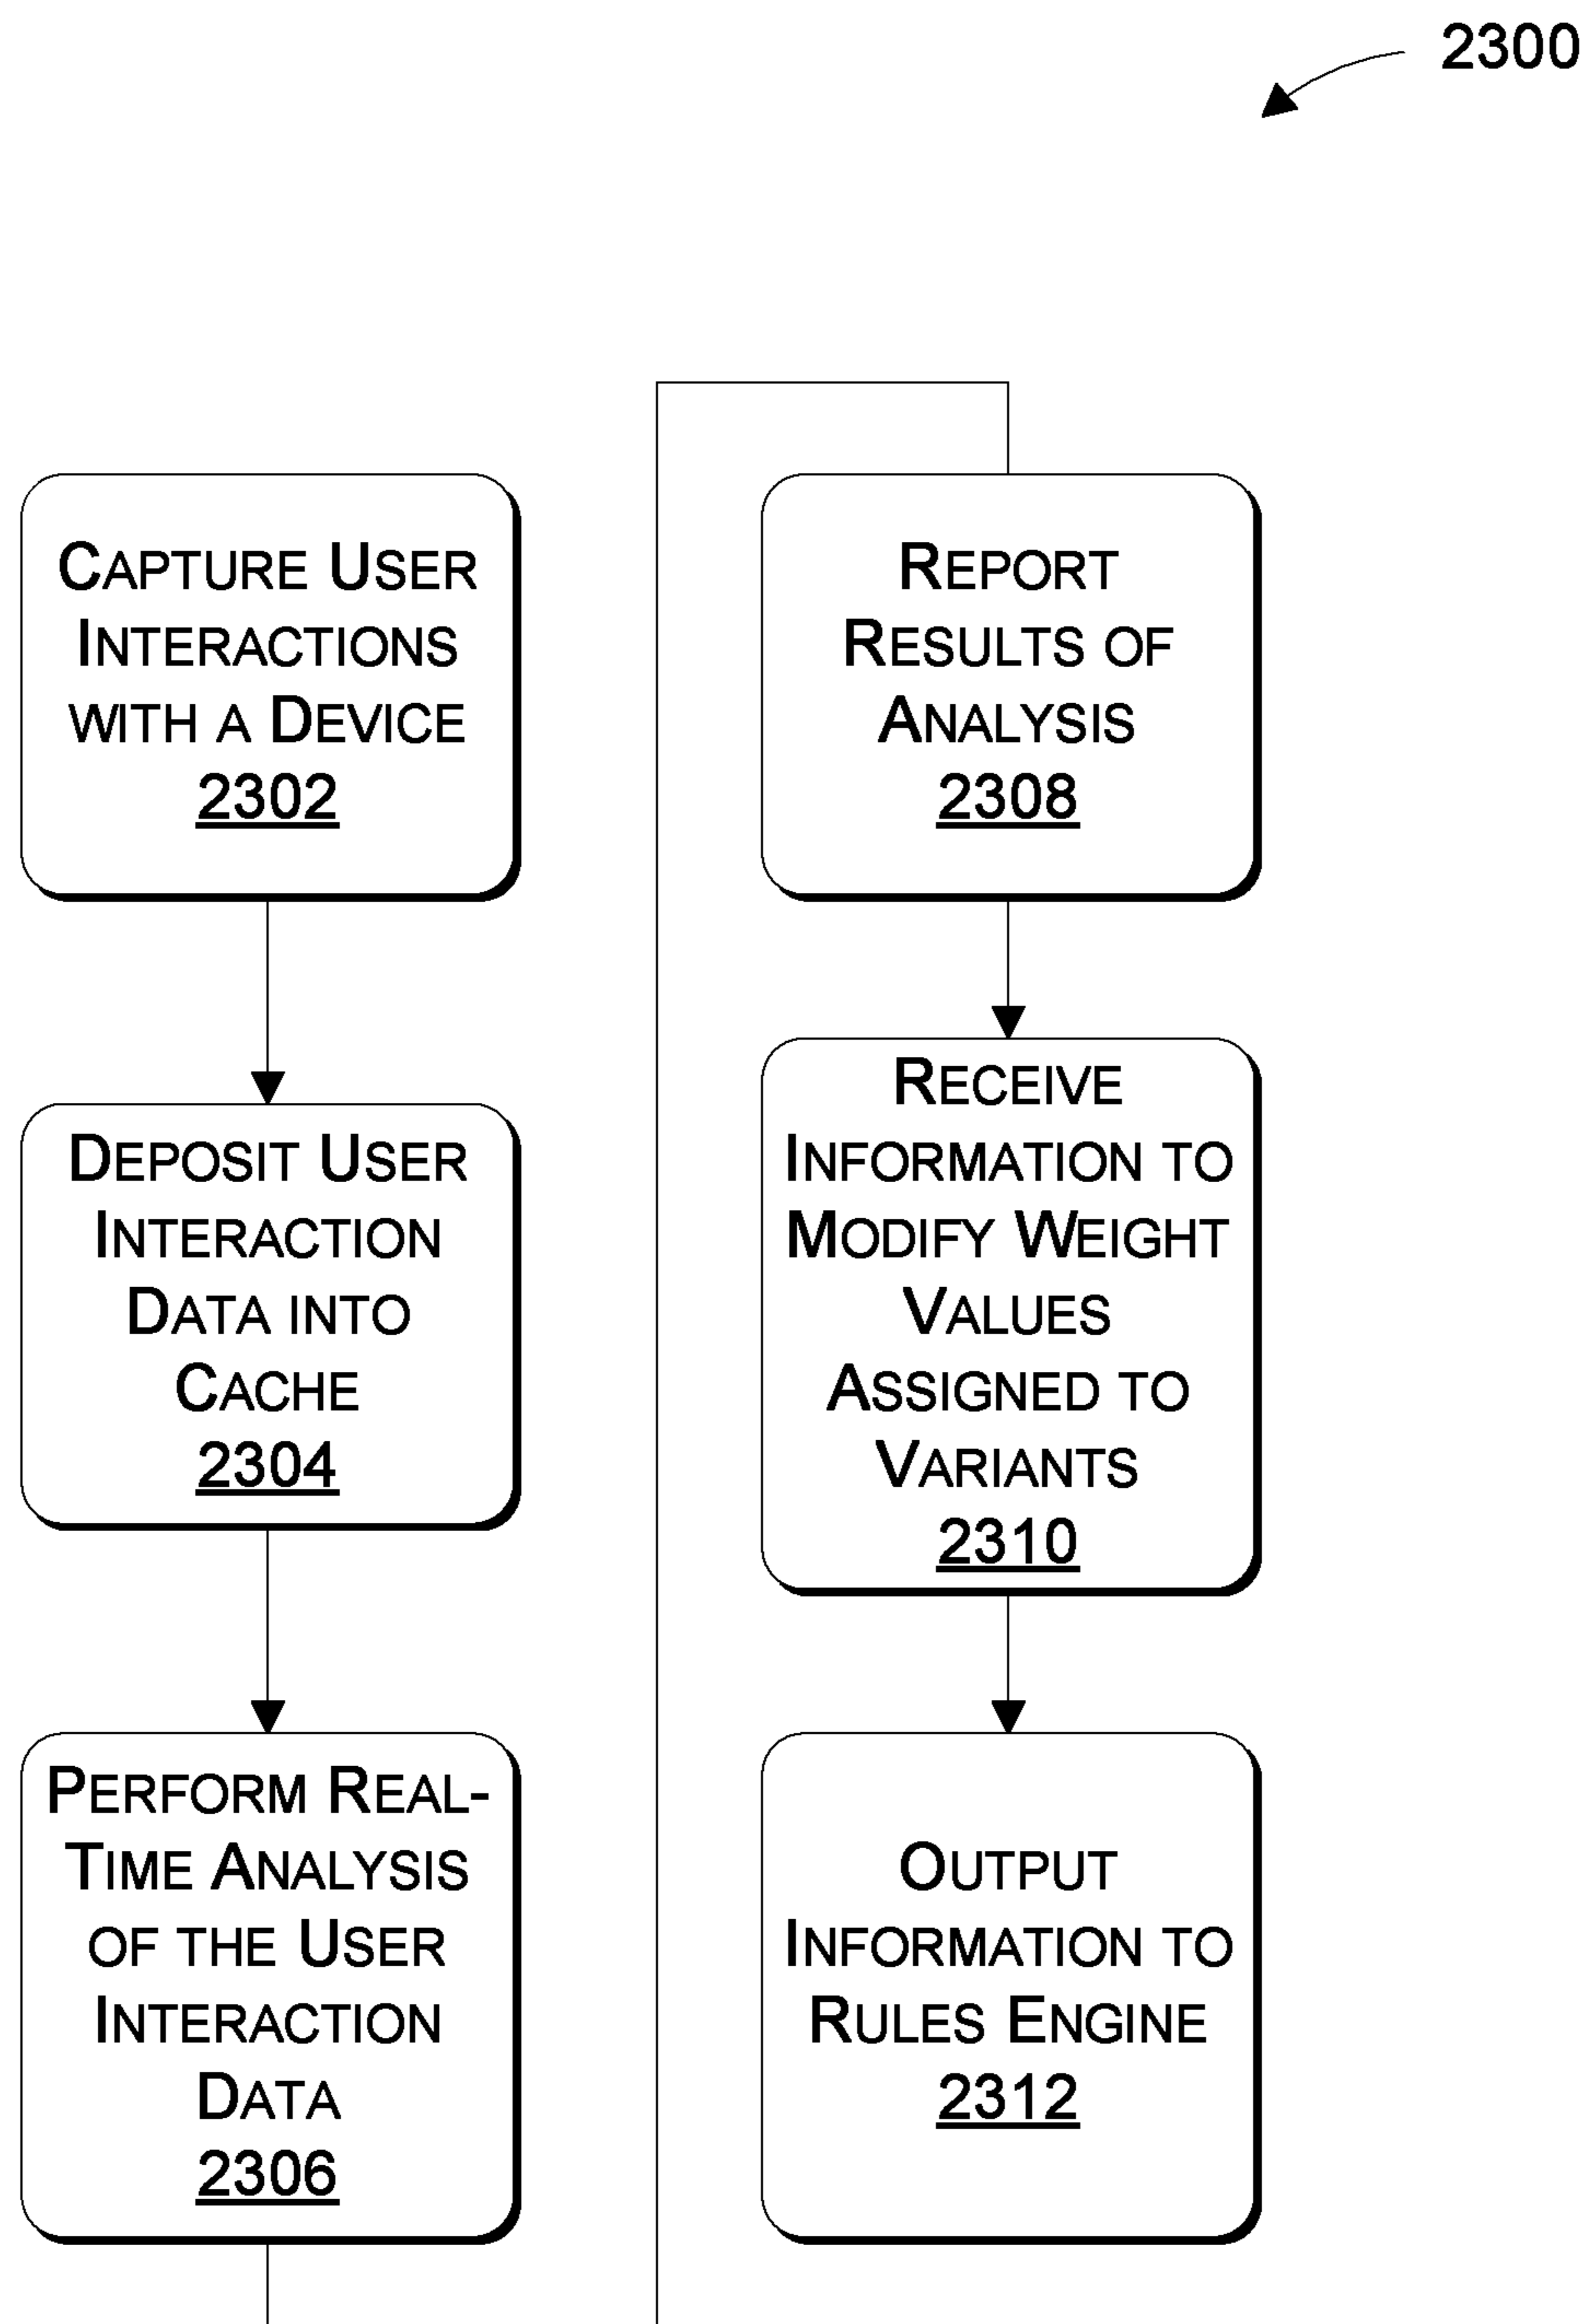 2300
CAPTURE USER
INTERACTIONS
WITH A DEVICE
2302
DEPOSIT USER
INTERACTION
DATA INTO
CACHE
2304
PERFORM REAL-
TIME ANALYSIS
OF THE USER
INTERACTION
DATA
2306
REPORT
RESULTS OF
ANALYSIS
2308
RECEIVE
INFORMATION TO
MODIFY WEIGHT
VALUES
ASSIGNED TO
VARIANTS
2310
OUTPUT
INFORMATION TO
RULES ENGINE
2312